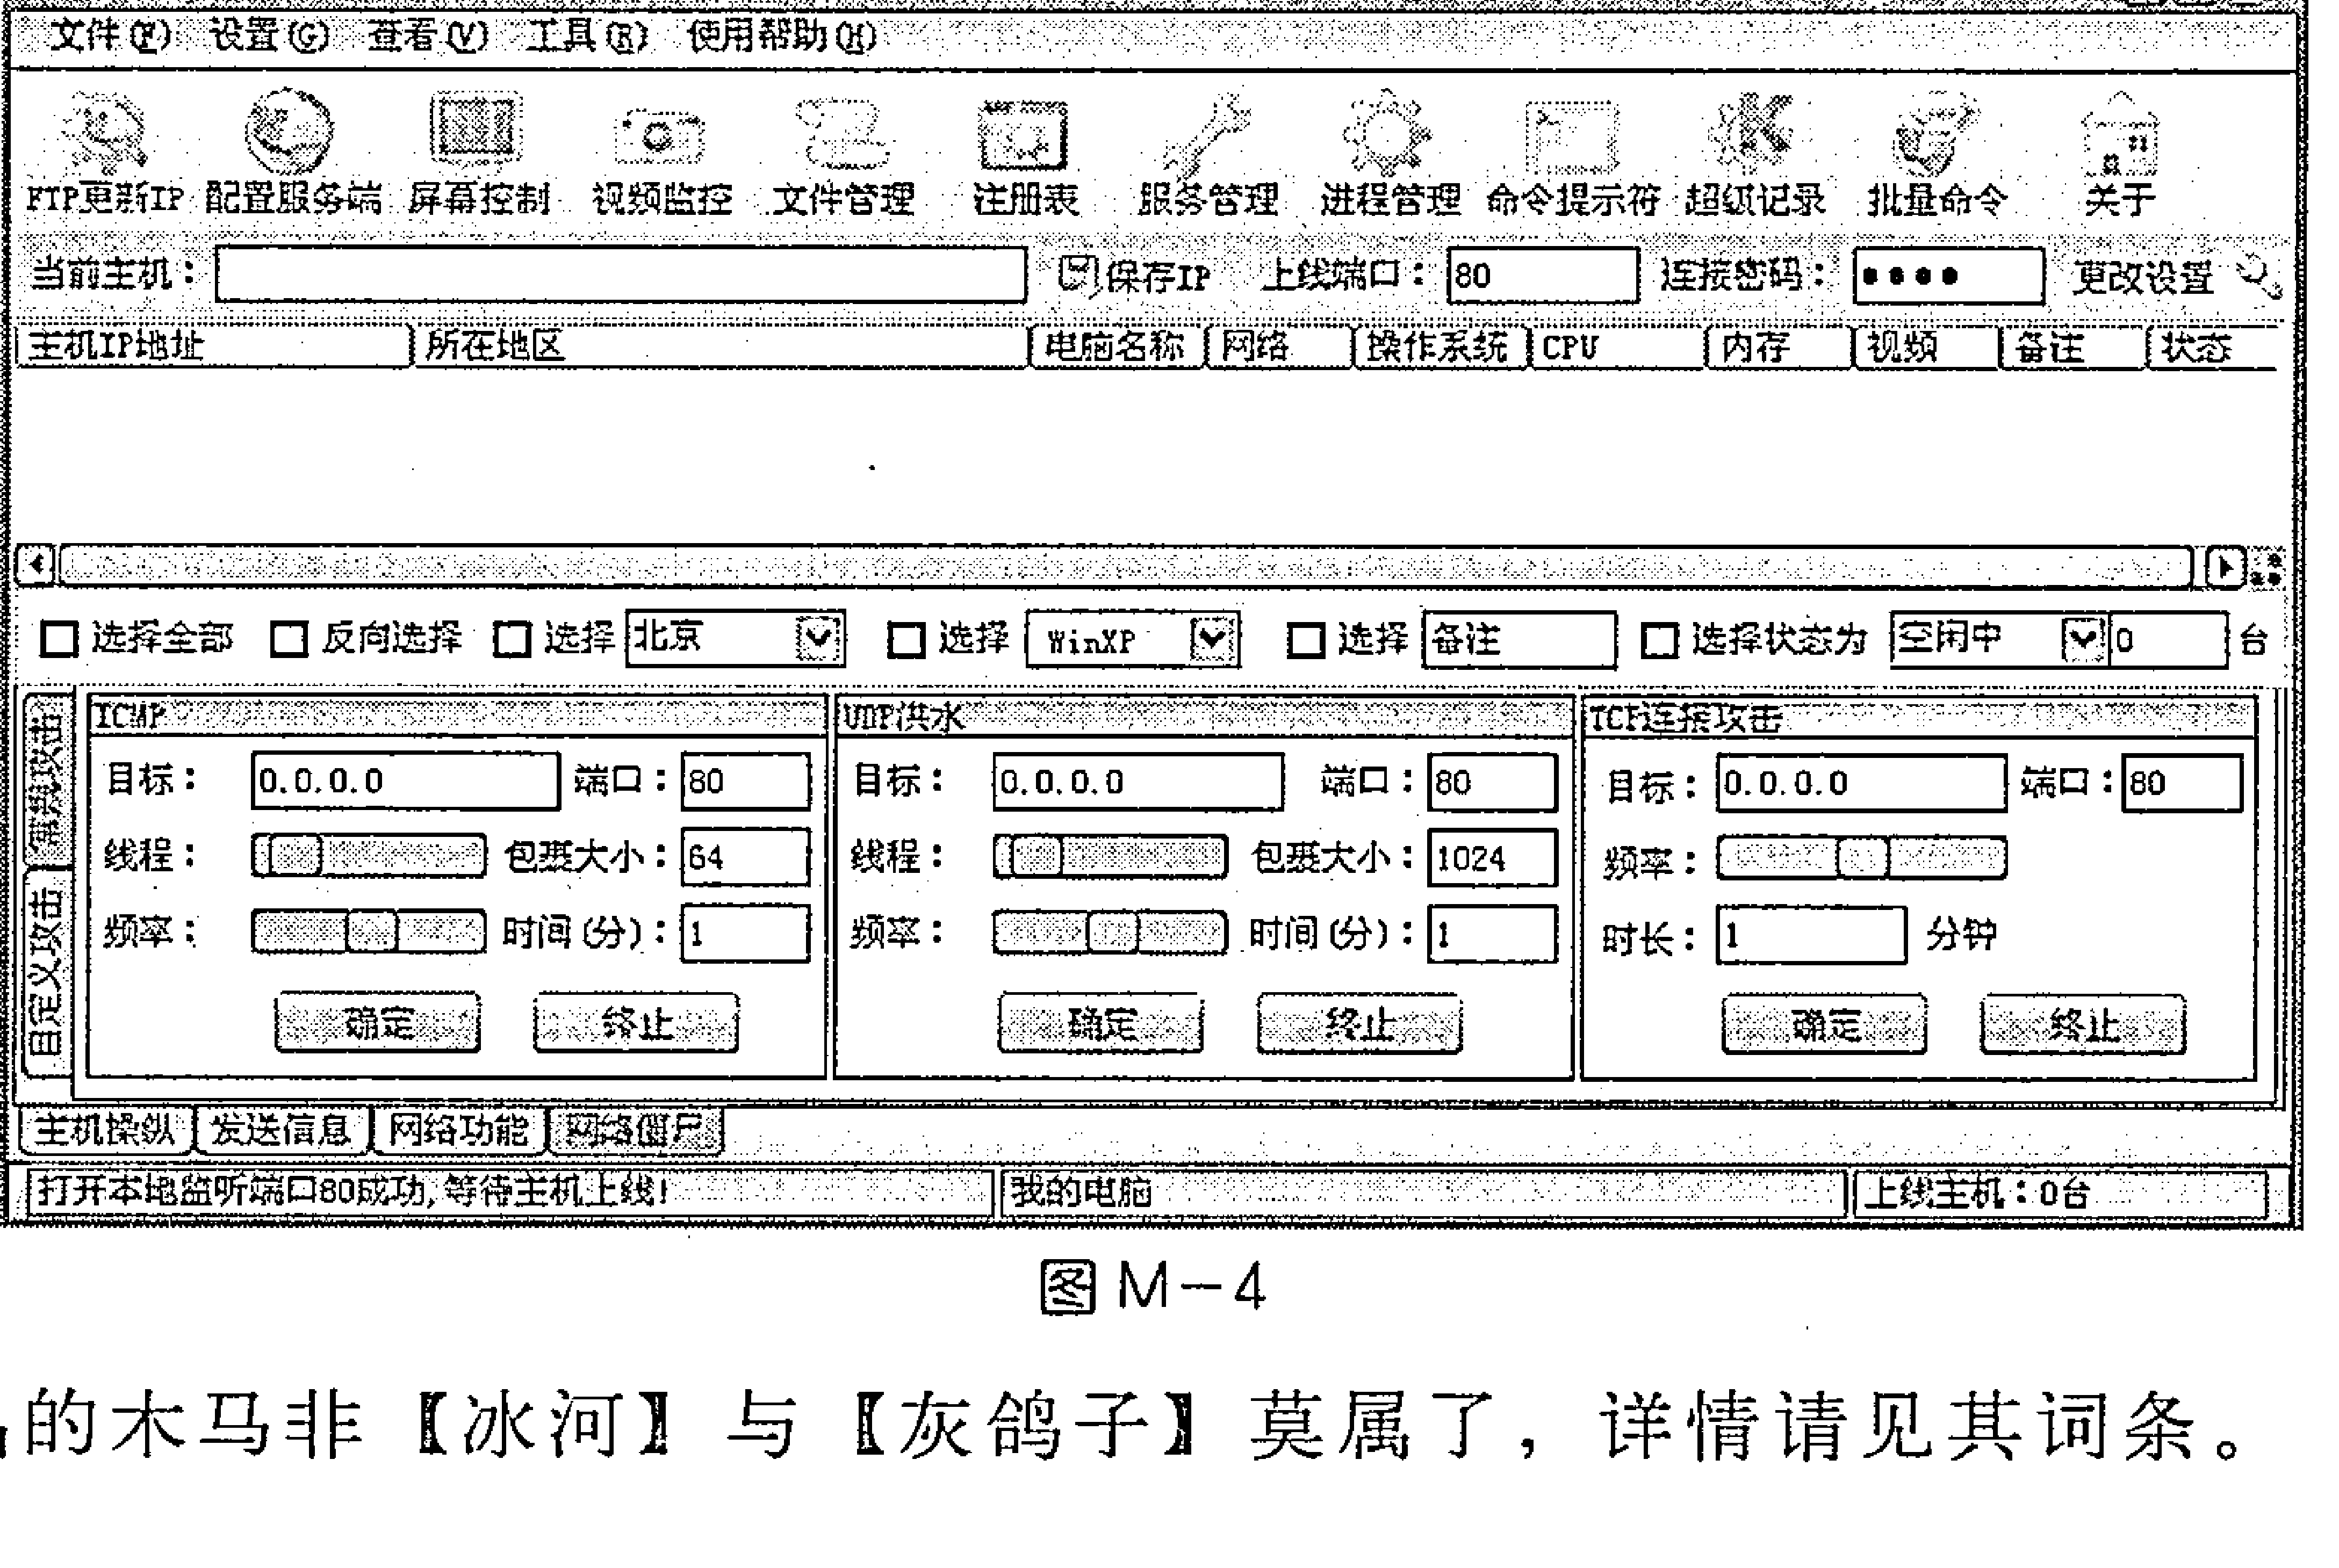 文件(F) 设置(G) 查看(V) 工具(R) 使用帮助(H)
FTP更新IP 配置服务端 屏幕控制 视频监控 文件管理 注册表 服务管理 进程管理 命令提示符 超级记录 批量命令 关于
当前主机： 保存IP 上线端口：80 连接密码：●●●● 更改设置
主机IP地址 所在地区 电脑名称 网络 操作系统 CPU 内存 视频 备注 状态
选择全部 反向选择 选择 北京 选择 WinXP 选择 备注 选择状态为 空闲中 0 台
常规攻击
自定义攻击
ICMP
目标：0.0.0.0 端口：80
线程： 包裹大小：64
频率： 时间(分)：1
确定 终止
UDP洪水
目标：0.0.0.0 端口：80
线程： 包裹大小：1024
频率： 时间(分)：1
确定 终止
TCP连接攻击
目标：0.0.0.0 端口：80
频率：
时长：1 分钟
确定 终止
主机操纵 发送信息 网络功能 网络僵尸
打开本地监听端口80成功,等待主机上线! 我的电脑 上线主机：0台
图 M－4
的木马非【冰河】与【灰鸽子】莫属了，详情请见其词条。